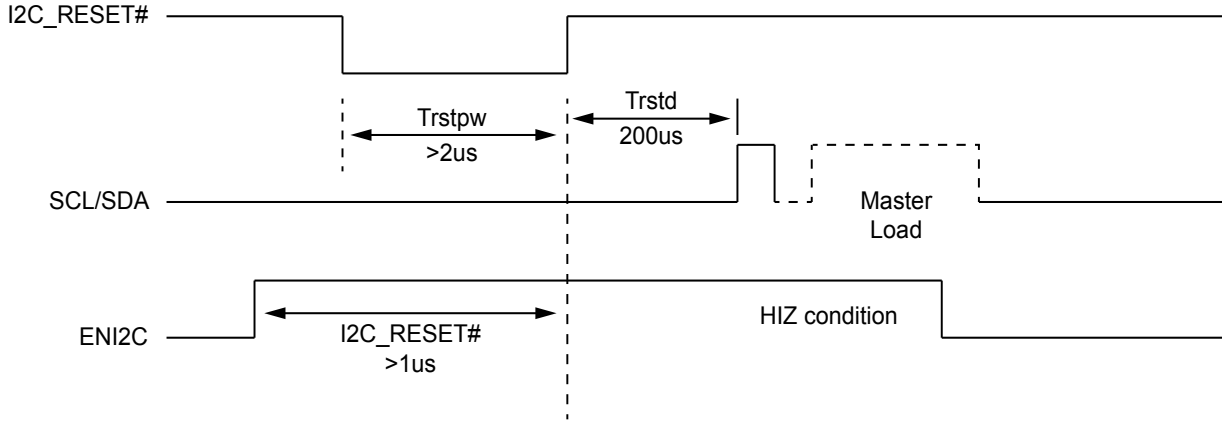 I2C_RESET#
Trstpw
>2us
Trstd
200us
SCL/SDA
Master
Load
ENI2C
I2C_RESET#
>1us
HIZ condition